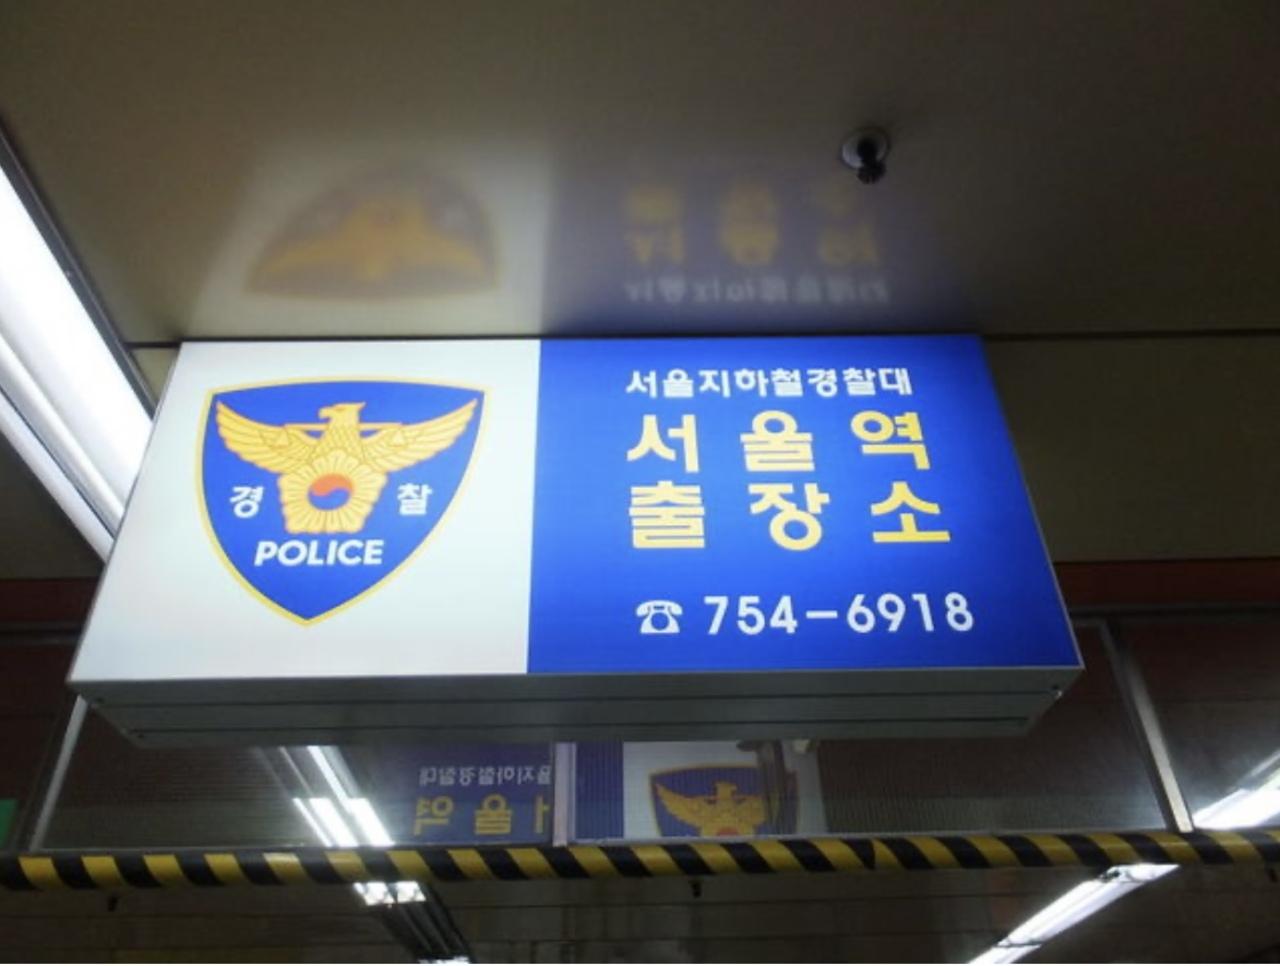 경 찰
POLICE
서울지하철경찰대
서울역
출장소
☎ 754-6918